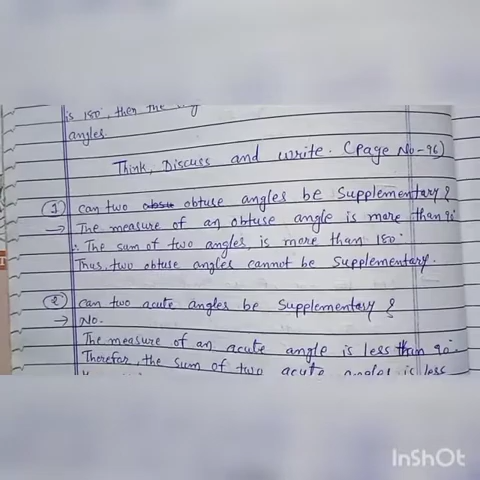 is 180°, then the
angles.
Think, Discuss and write. (Page No-96)
(1) Can two obtuse angles be Supplementary?
→ The measure of an obtuse angle is more than 90°
∴ The sum of two angles, is more than 180°
Thus, two obtuse angles cannot be Supplementary.
(2) Can two acute angles be Supplementary?
→ No.
The measure of an acute angle is less than 90°.
Therefor, the sum of two acute angles is less
InShOt